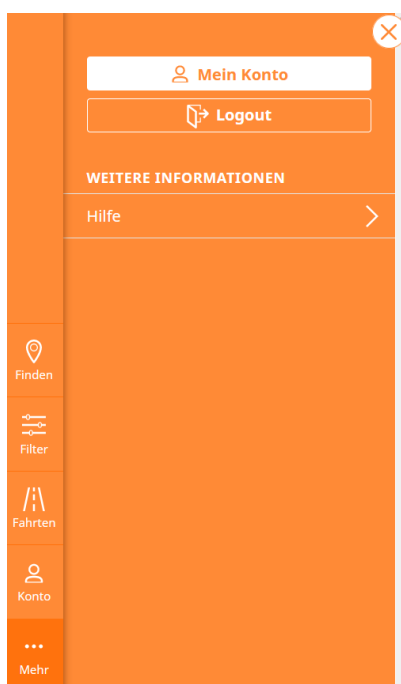 Mein Konto
Logout
WEITERE INFORMATIONEN
Hilfe
Finden
Filter
Fahrten
Konto
Mehr